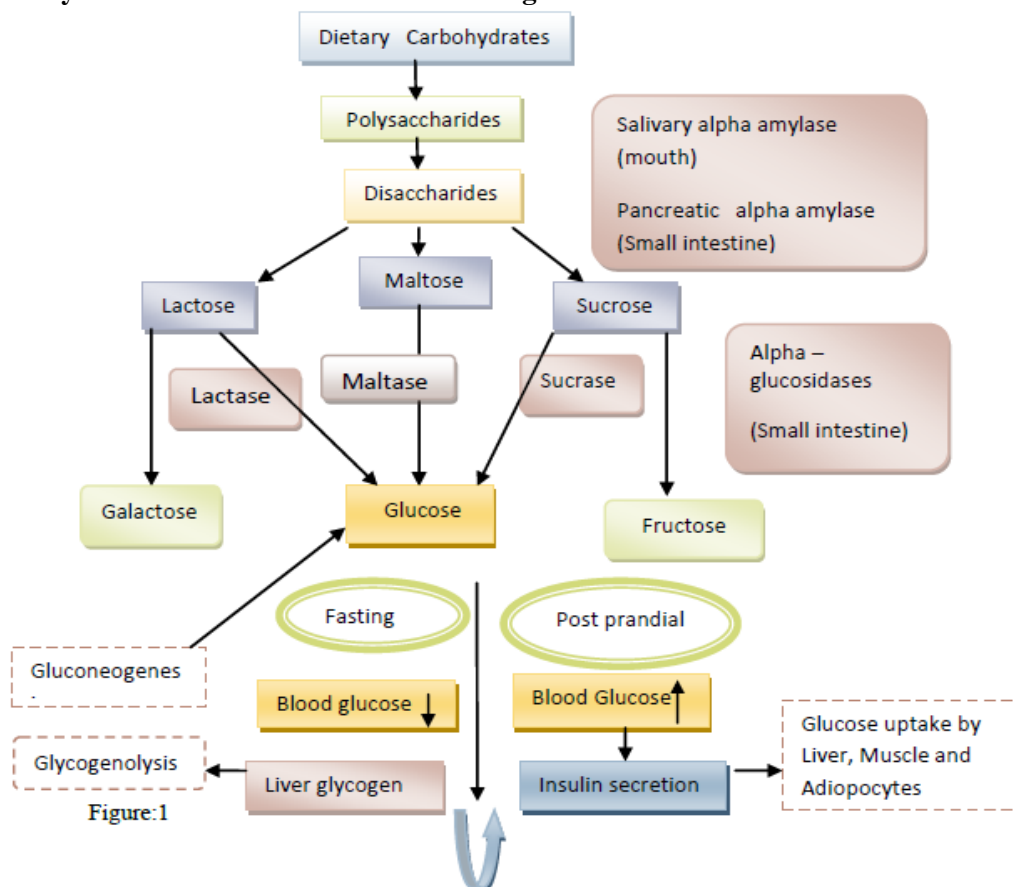 Dietary Carbohydrates
Polysaccharides
Salivary alpha amylase
(mouth)
Pancreatic alpha amylase
(Small intestine)
Disaccharides
Lactose
Maltose
Sucrose
Alpha –
glucosidases
(Small intestine)
Lactase
Maltase
Sucrase
Galactose
Glucose
Fructose
Fasting
Post prandial
Gluconeogenes
Blood glucose
Blood Glucose
Glucose uptake by
Liver, Muscle and
Adiopocytes
Glycogenolysis
Liver glycogen
Insulin secretion
Figure:1